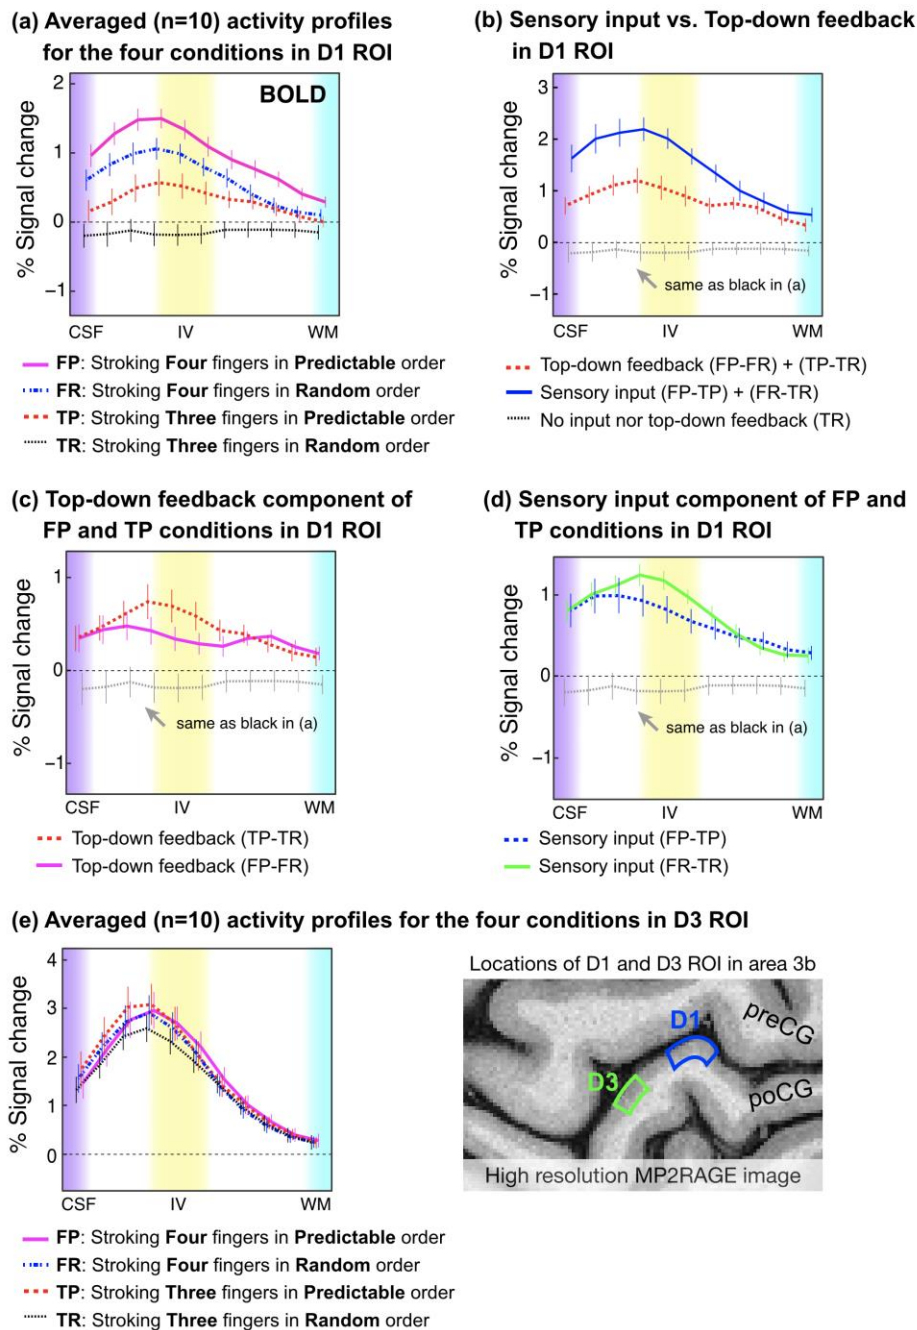 (a) Averaged (n=10) activity profiles
for the four conditions in D1 ROI
2
BOLD
1
0
−1
% Signal change
CSF IV WM
FP: Stroking Four fingers in Predictable order
FR: Stroking Four fingers in Random order
TP: Stroking Three fingers in Predictable order
TR: Stroking Three fingers in Random order
(b) Sensory input vs. Top-down feedback
in D1 ROI
3
2
1
0
−1
% Signal change
same as black in (a)
CSF IV WM
Top-down feedback (FP-FR) + (TP-TR)
Sensory input (FP-TP) + (FR-TR)
No input nor top-down feedback (TR)
(c) Top-down feedback component of
FP and TP conditions in D1 ROI
1
0
−1
% Signal change
same as black in (a)
CSF IV WM
Top-down feedback (TP-TR)
Top-down feedback (FP-FR)
(d) Sensory input component of FP and
TP conditions in D1 ROI
1
0
−1
% Signal change
same as black in (a)
CSF IV WM
Sensory input (FP-TP)
Sensory input (FR-TR)
(e) Averaged (n=10) activity profiles for the four conditions in D3 ROI
4
3
2
1
0
% Signal change
CSF IV WM
FP: Stroking Four fingers in Predictable order
FR: Stroking Four fingers in Random order
TP: Stroking Three fingers in Predictable order
TR: Stroking Three fingers in Random order
Locations of D1 and D3 ROI in area 3b
D1
preCG
D3
poCG
High resolution MP2RAGE image